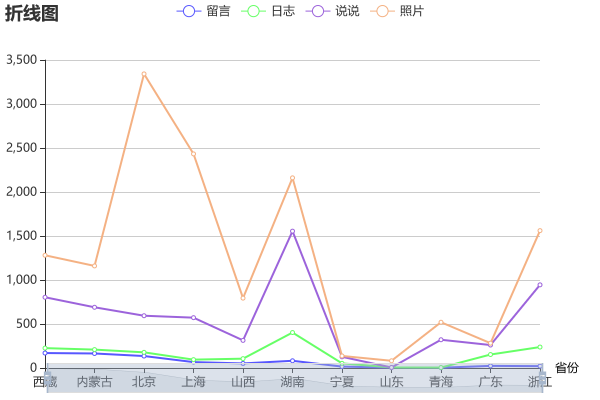 折线图
留言 日志 说说 照片
3,500
3,000
2,500
2,000
1,500
1,000
500
0
省份
西藏 内蒙古 北京 上海 山西 湖南 宁夏 山东 青海 广东 浙江